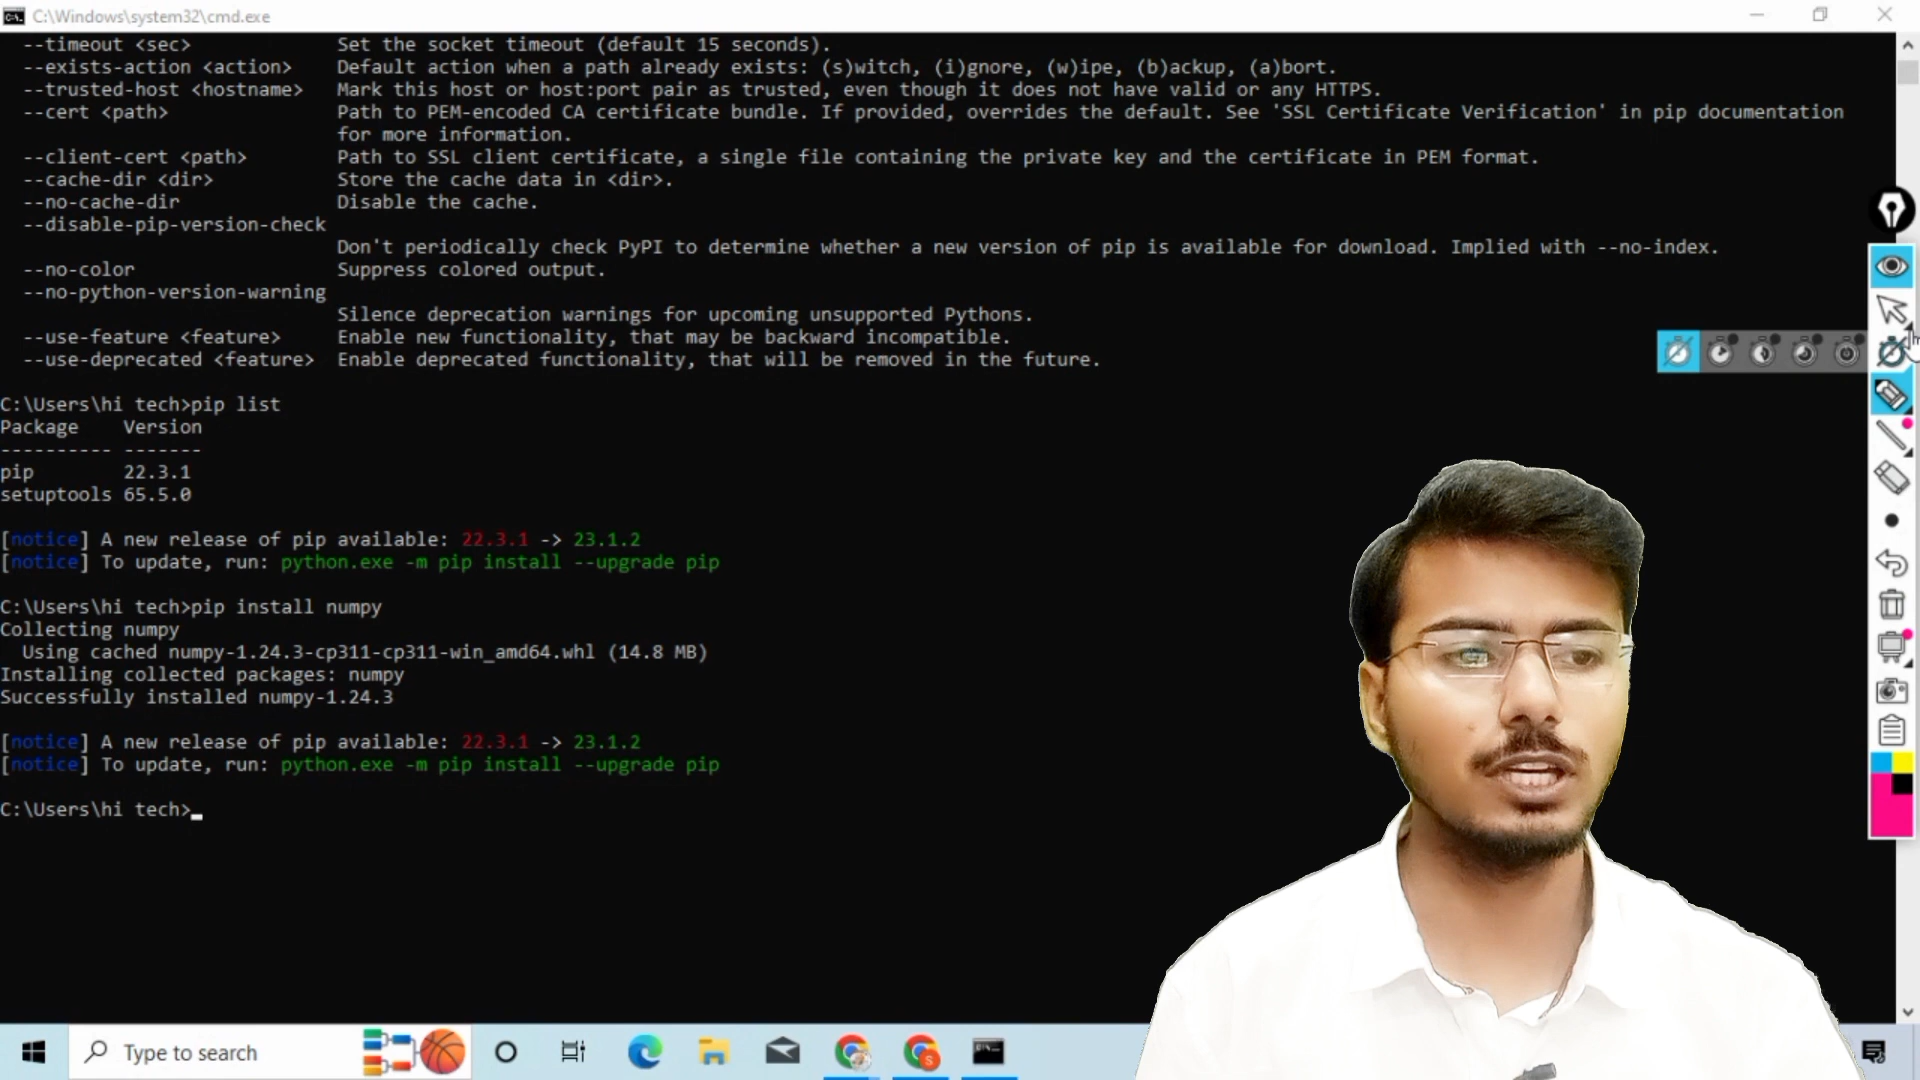 C:\Windows\system32\cmd.exe
--timeout <sec> Set the socket timeout (default 15 seconds).
--exists-action <action> Default action when a path already exists: (s)witch, (i)gnore, (w)ipe, (b)ackup, (a)bort.
--trusted-host <hostname> Mark this host or host:port pair as trusted, even though it does not have valid or any HTTPS.
--cert <path> Path to PEM-encoded CA certificate bundle. If provided, overrides the default. See 'SSL Certificate Verification' in pip documentation
for more information.
--client-cert <path> Path to SSL client certificate, a single file containing the private key and the certificate in PEM format.
--cache-dir <dir> Store the cache data in <dir>.
--no-cache-dir Disable the cache.
--disable-pip-version-check
Don't periodically check PyPI to determine whether a new version of pip is available for download. Implied with --no-index.
--no-color Suppress colored output.
--no-python-version-warning
Silence deprecation warnings for upcoming unsupported Pythons.
--use-feature <feature> Enable new functionality, that may be backward incompatible.
--use-deprecated <feature> Enable deprecated functionality, that will be removed in the future.
C:\Users\hi tech>pip list
Package Version
---------- -------
pip 22.3.1
setuptools 65.5.0
[notice] A new release of pip available: 22.3.1 -> 23.1.2
[notice] To update, run: python.exe -m pip install --upgrade pip
C:\Users\hi tech>pip install numpy
Collecting numpy
Using cached numpy-1.24.3-cp311-cp311-win_amd64.whl (14.8 MB)
Installing collected packages: numpy
Successfully installed numpy-1.24.3
[notice] A new release of pip available: 22.3.1 -> 23.1.2
[notice] To update, run: python.exe -m pip install --upgrade pip
C:\Users\hi tech>
Type to search